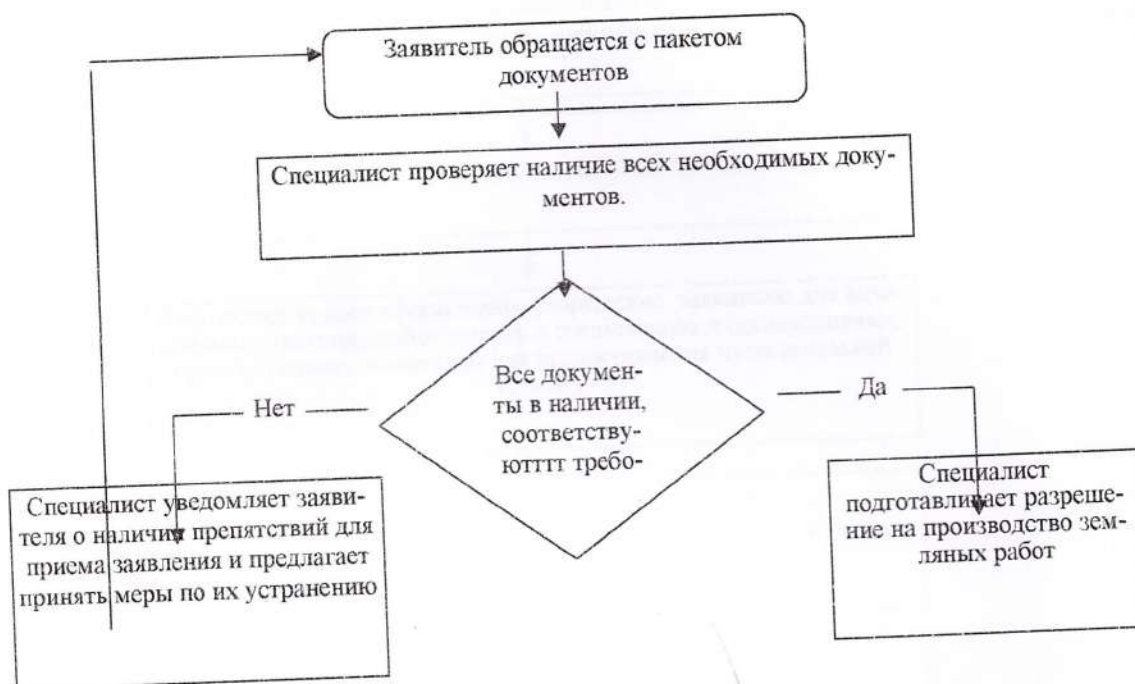 Заявитель обращается с пакетом
документов
Специалист проверяет наличие всех необходимых доку-
ментов.
Все докумен-
ты в наличии,
соответству-
ютттт требо-
Нет
Да
Специалист уведомляет заяви-
теля о наличии препятствий для
приема заявления и предлагает
принять меры по их устранению
Специалист
подготавливает разреше-
ние на производство зем-
ляных работ